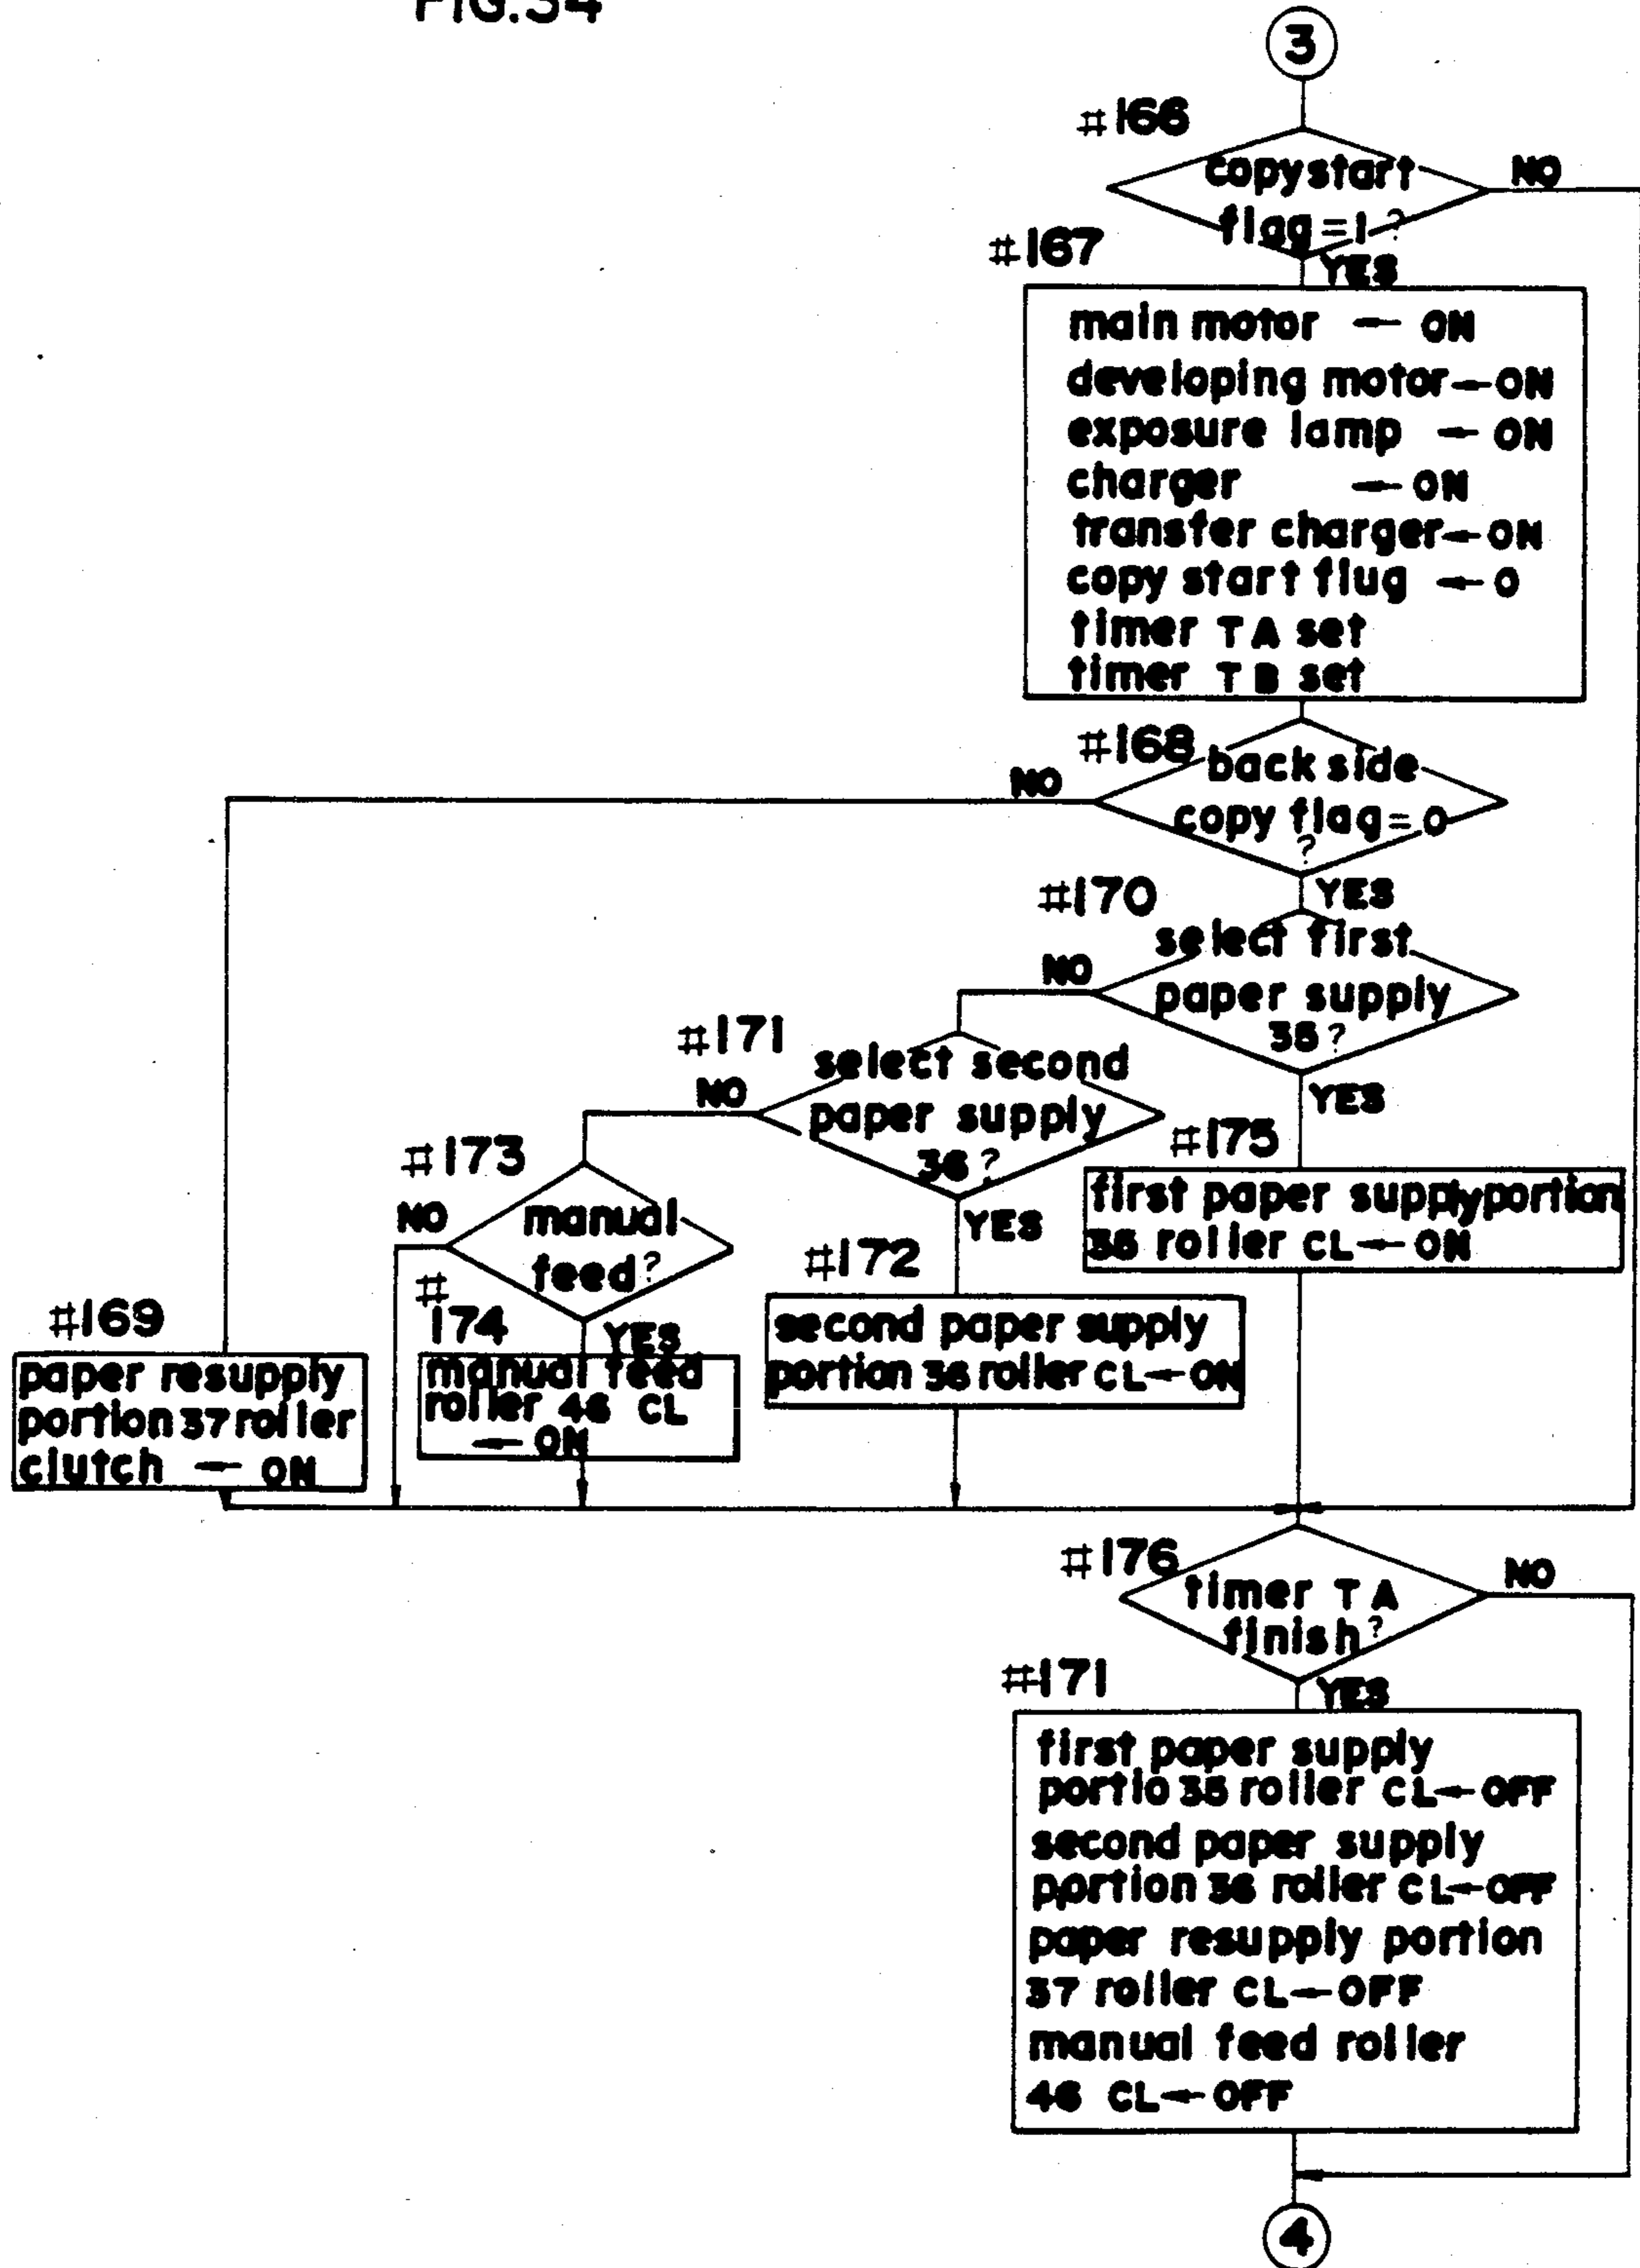 FIG.34
3
#166
copy start
flag=1?
NO
YES
#167
main motor ← ON
developing motor←ON
exposure lamp ← ON
charger ← ON
transfer charger←ON
copy start flug ← 0
timer TA set
timer TB set
#168
back side
copy flag=0
?
NO
YES
#170
select first
paper supply
35?
NO
YES
#171
select second
paper supply
36?
NO
YES
#173
manual
feed?
NO
YES
#175
first paper supply portion
35 roller CL←ON
#172
second paper supply
portion 36 roller CL←ON
#
174
manual feed
roller 46 CL
← ON
#169
paper resupply
portion 37 roller
clutch ← ON
#176
timer TA
finish?
NO
YES
#171
first paper supply
portio 35 roller CL←OFF
second paper supply
portion 36 roller CL←OFF
paper resupply portion
37 roller CL←OFF
manual feed roller
46 CL←OFF
4